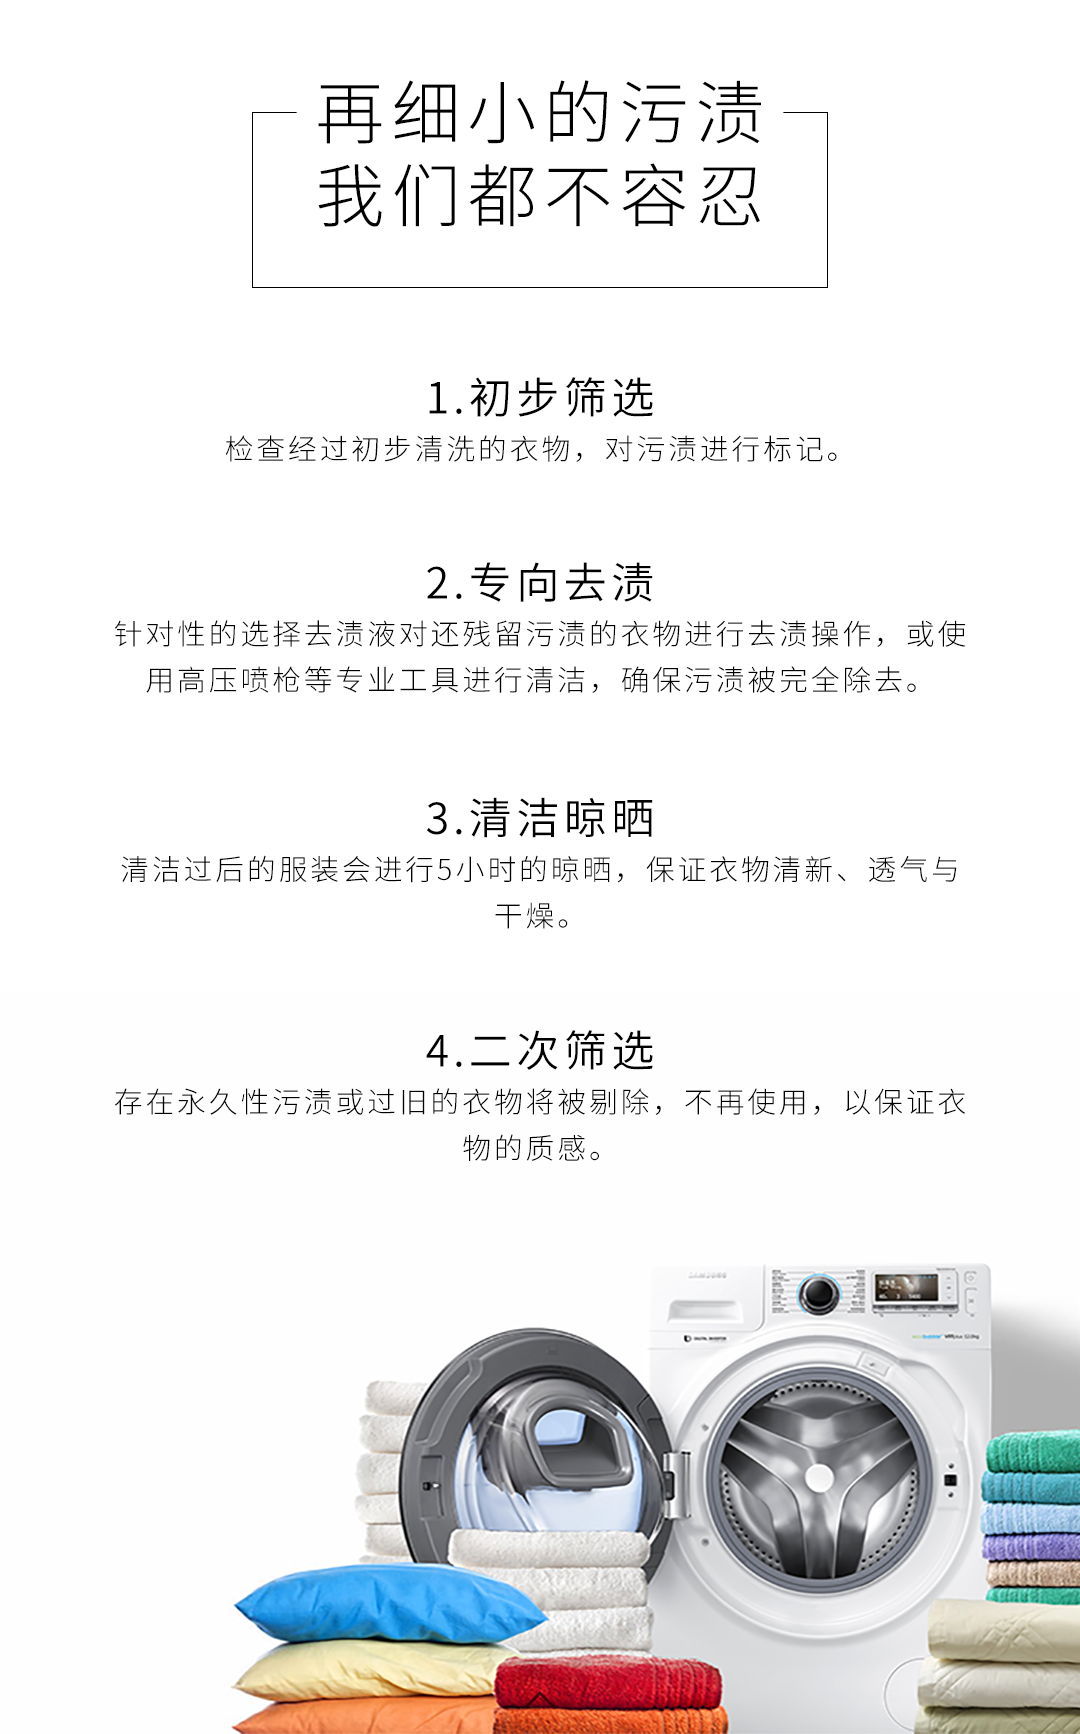 再细小的污渍
我们都不容忍
1.初步筛选
检查经过初步清洗的衣物，对污渍进行标记。
2.专向去渍
针对性的选择去渍液对还残留污渍的衣物进行去渍操作，或使
用高压喷枪等专业工具进行清洁，确保污渍被完全除去。
3.清洁晾晒
清洁过后的服装会进行5小时的晾晒，保证衣物清新、透气与
干燥。
4.二次筛选
存在永久性污渍或过旧的衣物将被剔除，不再使用，以保证衣
物的质感。
SAMSUNG
DIGITAL INVERTER